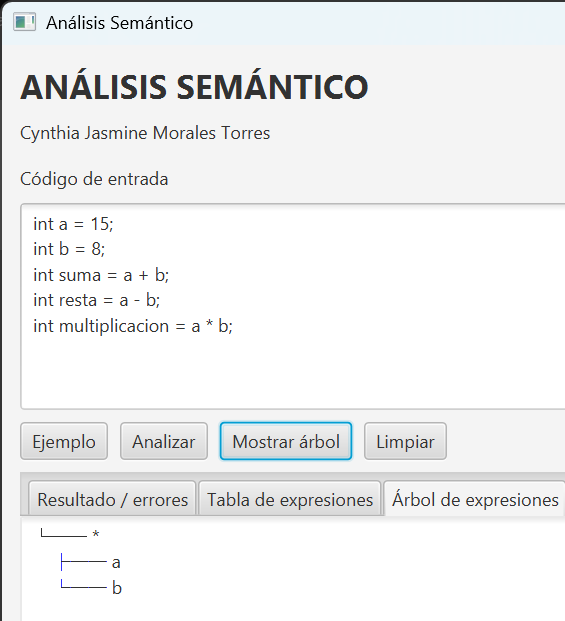 Análisis Semántico
ANÁLISIS SEMÁNTICO
Cynthia Jasmine Morales Torres
Código de entrada
int a = 15;
int b = 8;
int suma = a + b;
int resta = a - b;
int multiplicacion = a * b;
Ejemplo Analizar Mostrar árbol Limpiar
Resultado / errores Tabla de expresiones Árbol de expresiones
└── *
├── a
└── b